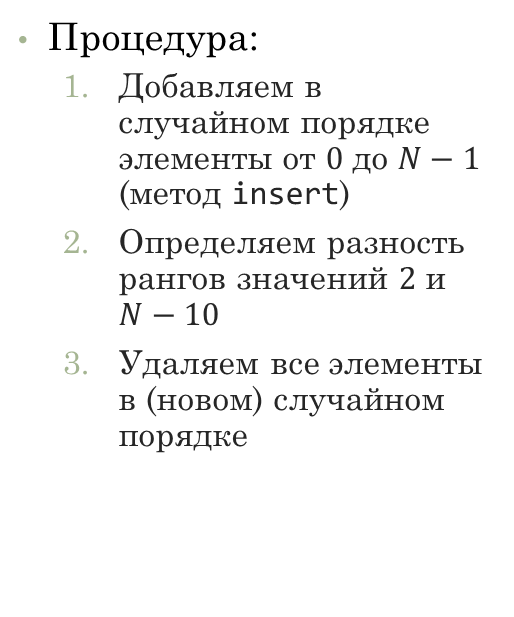 • Процедура:
1. Добавляем в
случайном порядке
элементы от 0 до N − 1
(метод insert)
2. Определяем разность
рангов значений 2 и
N − 10
3. Удаляем все элементы
в (новом) случайном
порядке